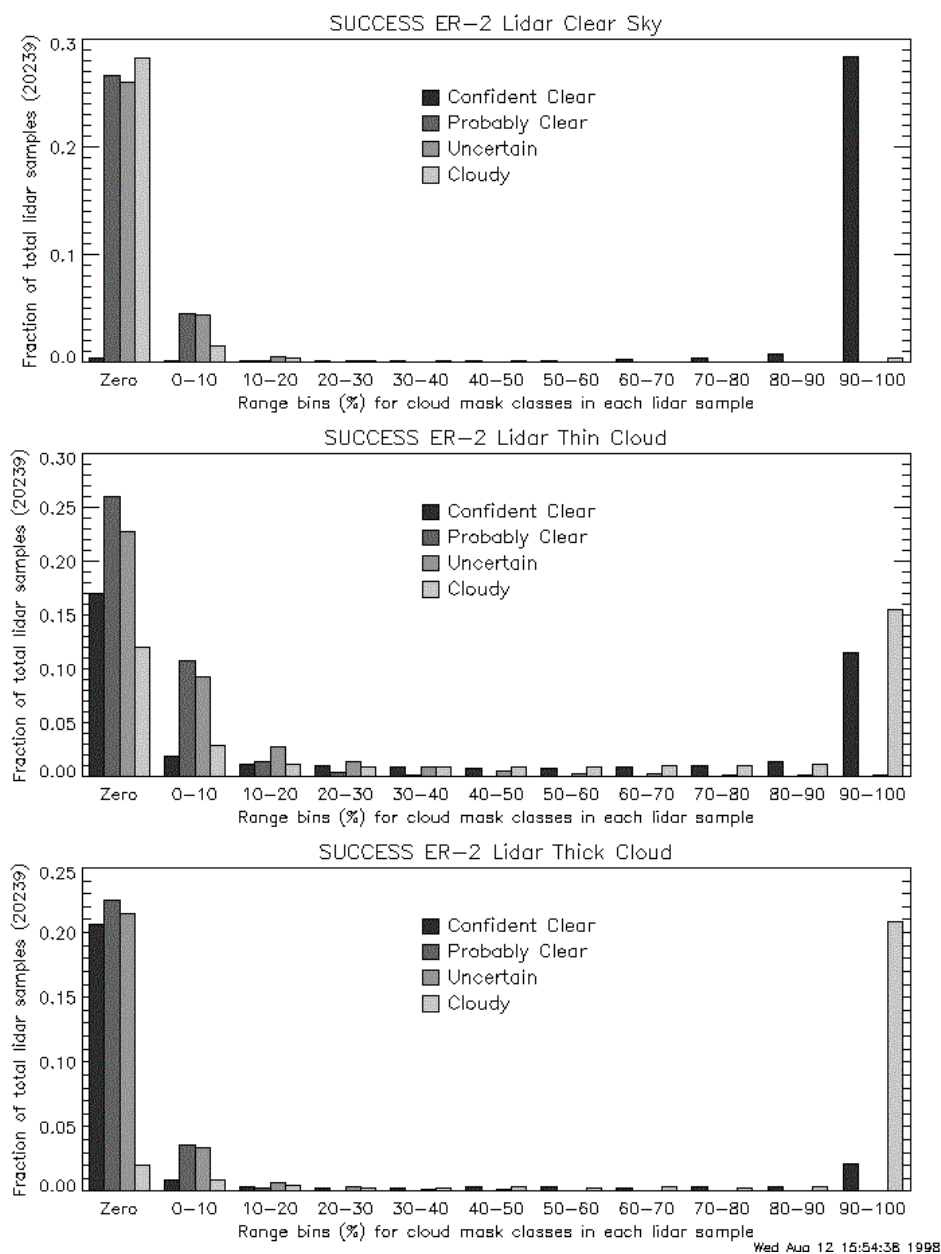 SUCCESS ER-2 Lidar Clear Sky
Fraction of total lidar samples (20239)
0.3
0.2
0.1
0.0
Confident Clear
Probably Clear
Uncertain
Cloudy
Zero 0-10 10-20 20-30 30-40 40-50 50-60 60-70 70-80 80-90 90-100
Range bins (%) for cloud mask classes in each lidar sample
SUCCESS ER-2 Lidar Thin Cloud
Fraction of total lidar samples (20239)
0.30
0.25
0.20
0.15
0.10
0.05
0.00
Confident Clear
Probably Clear
Uncertain
Cloudy
Zero 0-10 10-20 20-30 30-40 40-50 50-60 60-70 70-80 80-90 90-100
Range bins (%) for cloud mask classes in each lidar sample
SUCCESS ER-2 Lidar Thick Cloud
Fraction of total lidar samples (20239)
0.25
0.20
0.15
0.10
0.05
0.00
Confident Clear
Probably Clear
Uncertain
Cloudy
Zero 0-10 10-20 20-30 30-40 40-50 50-60 60-70 70-80 80-90 90-100
Range bins (%) for cloud mask classes in each lidar sample
Wed Aug 12 15:54:38 1998